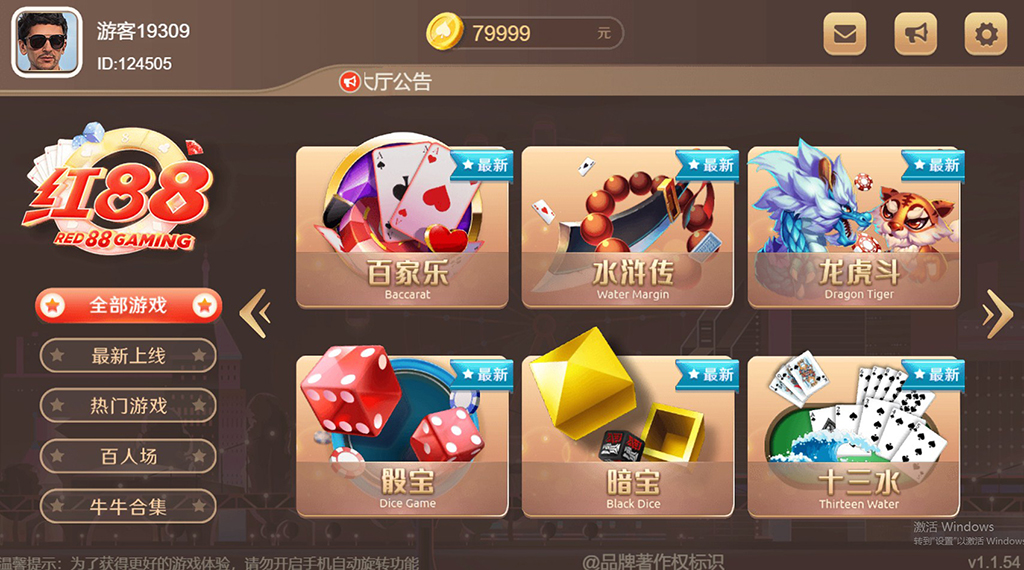 游客19309
ID:124505
79999
元
大厅公告
红88
RED88GAMING
全部游戏
最新上线
热门游戏
百人场
牛牛合集
最新
百家乐
Baccarat
最新
水浒传
Water Margin
最新
龙虎斗
Dragon Tiger
最新
骰宝
Dice Game
最新
暗宝
Black Dice
最新
十三水
Thirteen Water
激活 Windows
转到"设置"以激活 Windows
温馨提示：为了获得更好的游戏体验，请勿开启手机自动旋转功能
@品牌著作权标识
v1.1.54